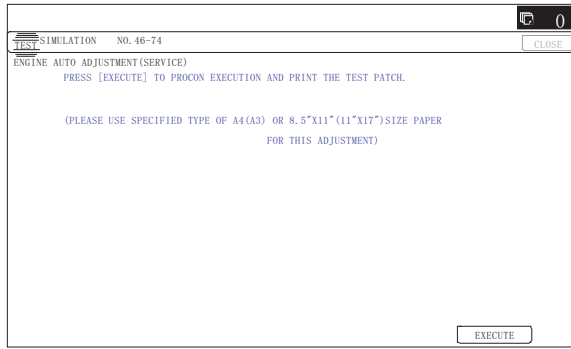 0
TEST SIMULATION NO.46-74
CLOSE
ENGINE AUTO ADJUSTMENT(SERVICE)
PRESS [EXECUTE] TO PROCON EXECUTION AND PRINT THE TEST PATCH.
(PLEASE USE SPECIFIED TYPE OF A4(A3) OR 8.5"X11"(11"X17")SIZE PAPER
FOR THIS ADJUSTMENT)
EXECUTE